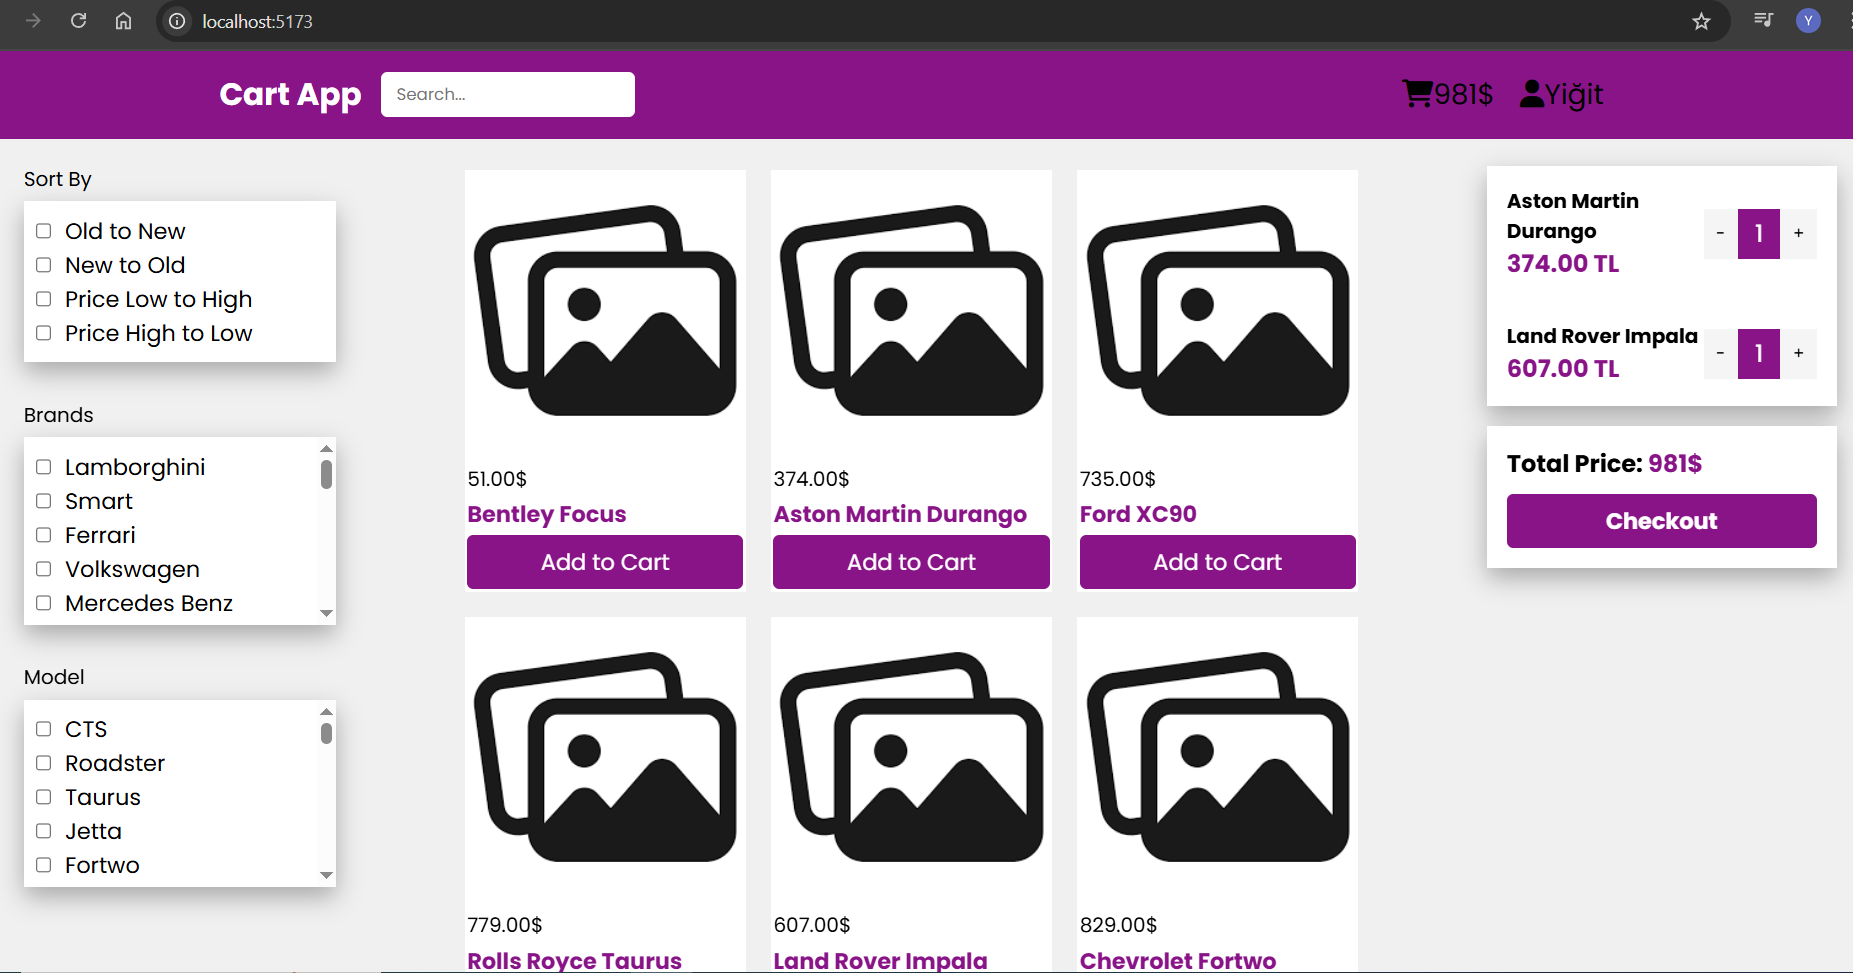 localhost:5173
Y
Cart App
Search...
981$
Yiğit
Sort By
Old to New
New to Old
Price Low to High
Price High to Low
Brands
Lamborghini
Smart
Ferrari
Volkswagen
Mercedes Benz
Model
CTS
Roadster
Taurus
Jetta
Fortwo
51.00$
Bentley Focus
Add to Cart
374.00$
Aston Martin Durango
Add to Cart
735.00$
Ford XC90
Add to Cart
779.00$
Rolls Royce Taurus
607.00$
Land Rover Impala
829.00$
Chevrolet Fortwo
Aston Martin
Durango
374.00 TL
- 1 +
Land Rover Impala
607.00 TL
- 1 +
Total Price: 981$
Checkout